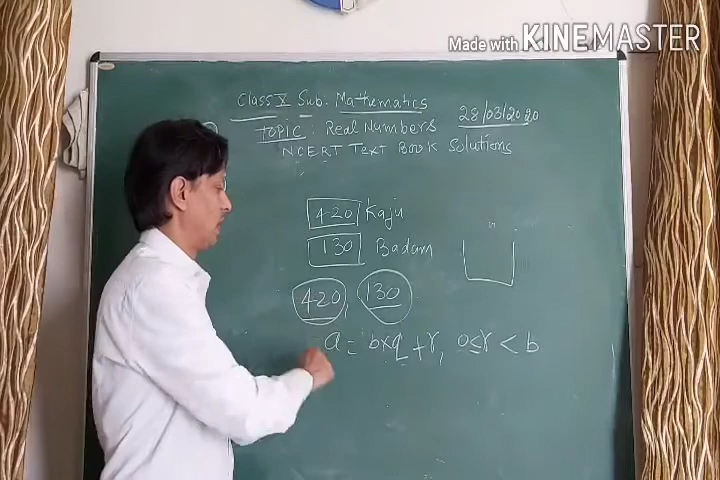 Made with KINEMASTER
Class X Sub: Mathematics
28/03/2020
Topic: Real Numbers
NCERT Text Book Solutions
420 Kaju
130 Badam
420, 130
a = b×q + r, 0 ≤ r < b